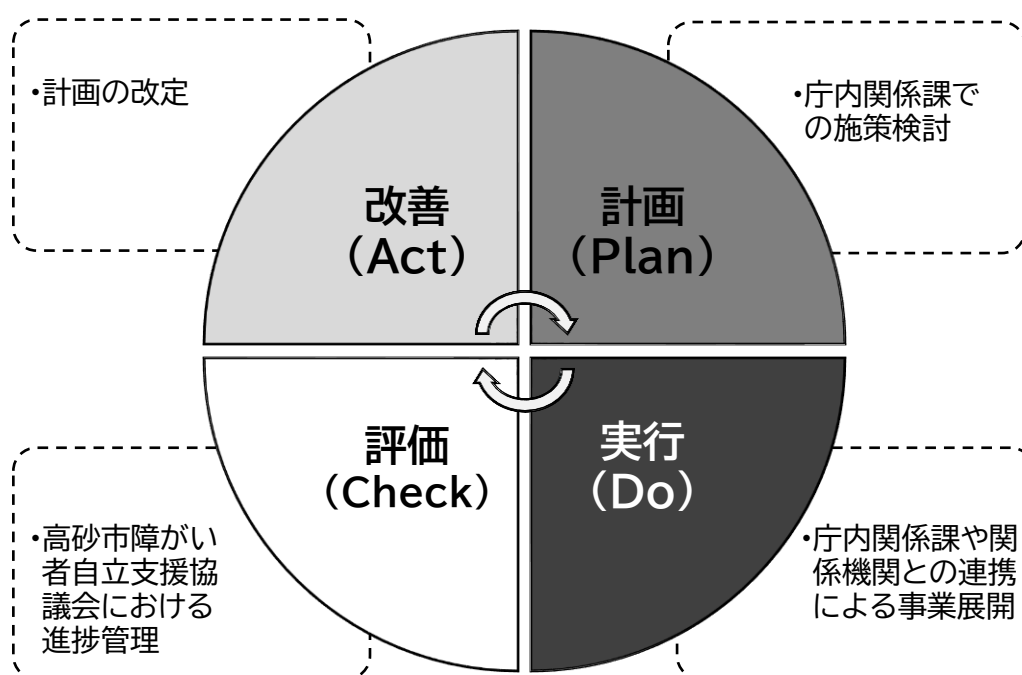 ・計画の改定
・庁内関係課で
の施策検討
改善
（Act）
計画
（Plan）
評価
（Check）
実行
（Do）
・高砂市障がい
者自立支援協
議会における
進捗管理
・庁内関係課や関
係機関との連携
による事業展開